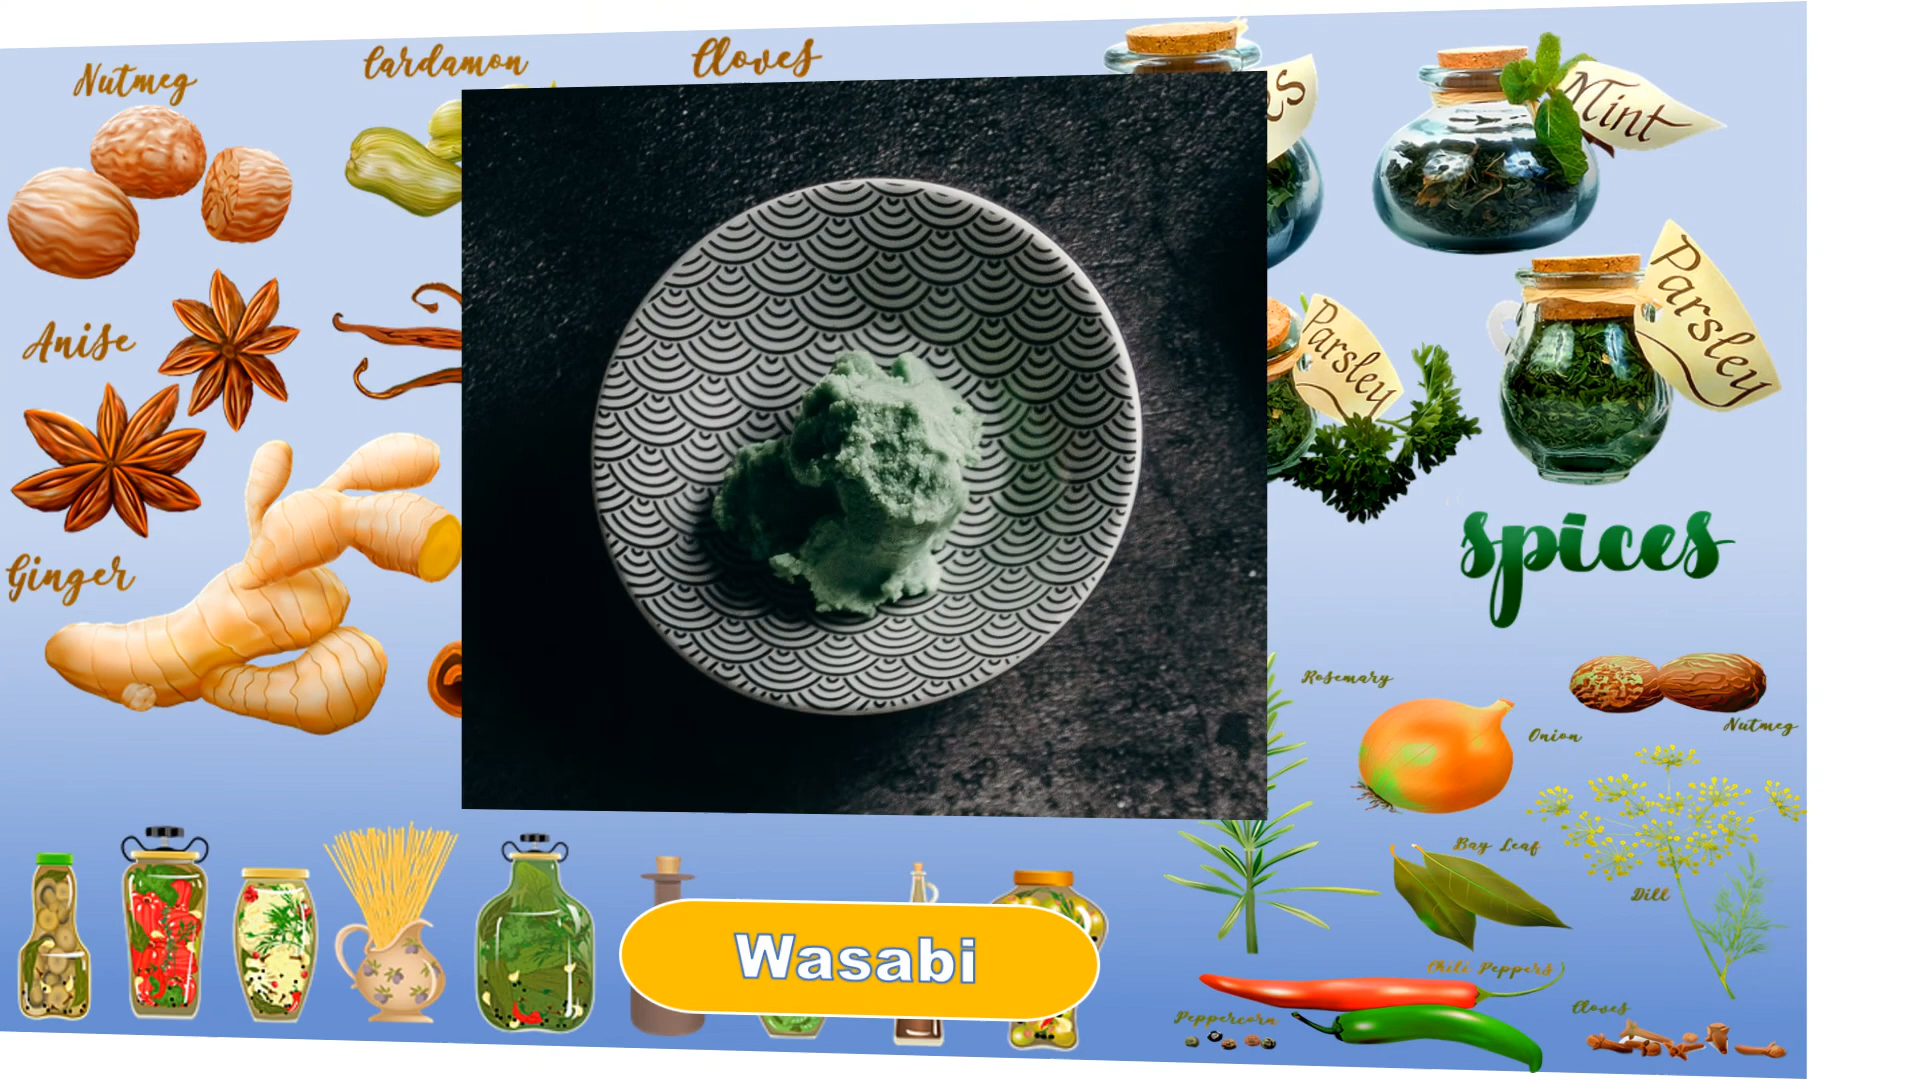 Nutmeg
Cardamon
Cloves
Mint
Anise
Parsley
Parsley
Ginger
spices
Rosemary
Onion
Nutmeg
Bay Leaf
Dill
Wasabi
Chili Peppers
Cloves
Peppercorn